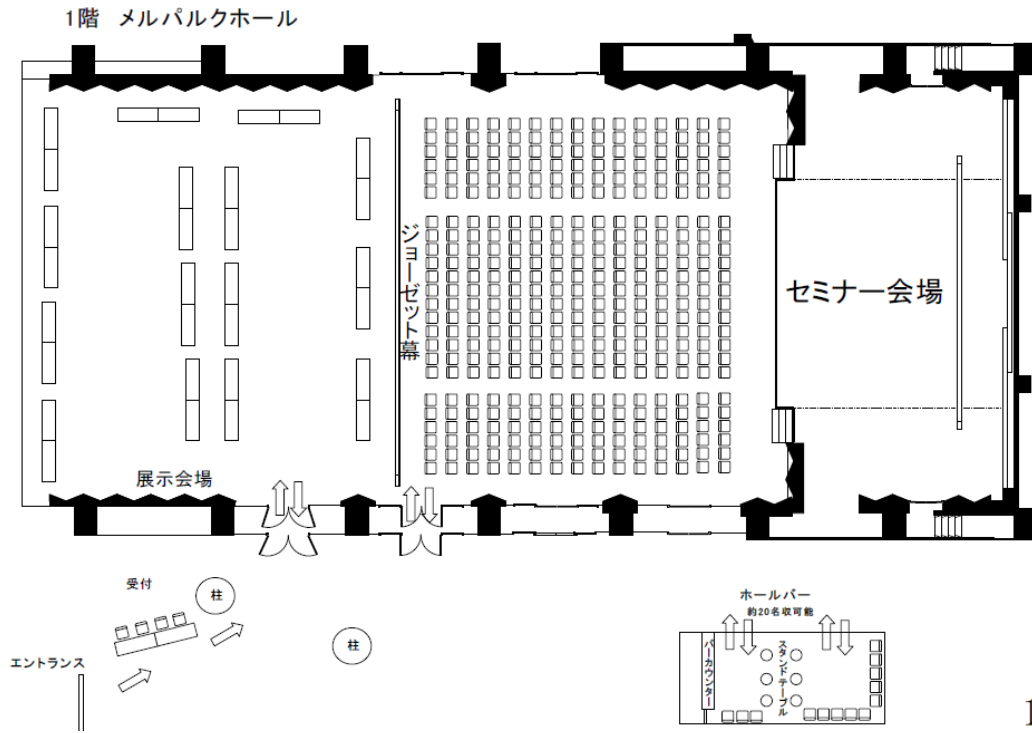 1階 メルパルクホール
ジョーゼット幕
セミナー会場
展示会場
受付
柱
柱
エントランス
ホールバー
約20名収可能
バーカウンター
スタンドテーブル
1